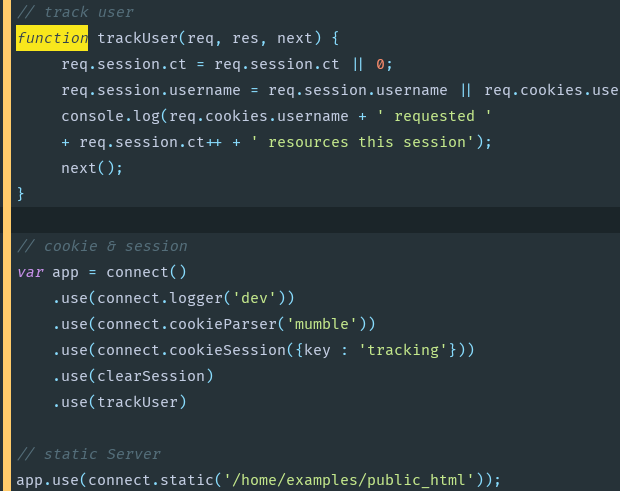 // track user
function trackUser(req, res, next) {
     req.session.ct = req.session.ct || 0;
     req.session.username = req.session.username || req.cookies.use
     console.log(req.cookies.username + ' requested '
     + req.session.ct++ + ' resources this session');
     next();
}
// cookie & session
var app = connect()
    .use(connect.logger('dev'))
    .use(connect.cookieParser('mumble'))
    .use(connect.cookieSession({key : 'tracking'}))
    .use(clearSession)
    .use(trackUser)
// static Server
app.use(connect.static('/home/examples/public_html'));